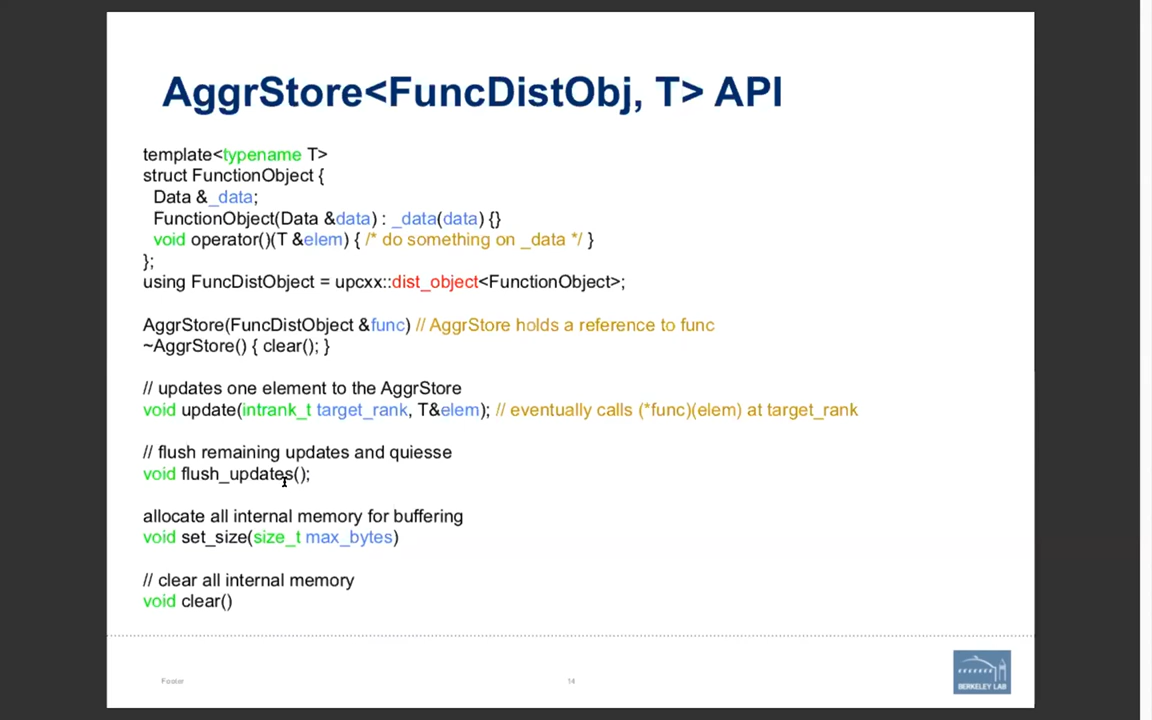 AggrStore<FuncDistObj, T> API
template<typename T>
struct FunctionObject {
Data &_data;
FunctionObject(Data &data) : _data(data) {}
void operator()(T &elem) { /* do something on _data */ }
};
using FuncDistObject = upcxx::dist_object<FunctionObject>;
AggrStore(FuncDistObject &func) // AggrStore holds a reference to func
~AggrStore() { clear(); }
// updates one element to the AggrStore
void update(intrank_t target_rank, T&elem); // eventually calls (*func)(elem) at target_rank
// flush remaining updates and quiesse
void flush_updates();
allocate all internal memory for buffering
void set_size(size_t max_bytes)
// clear all internal memory
void clear()
Footer
14
BERKELEY LAB